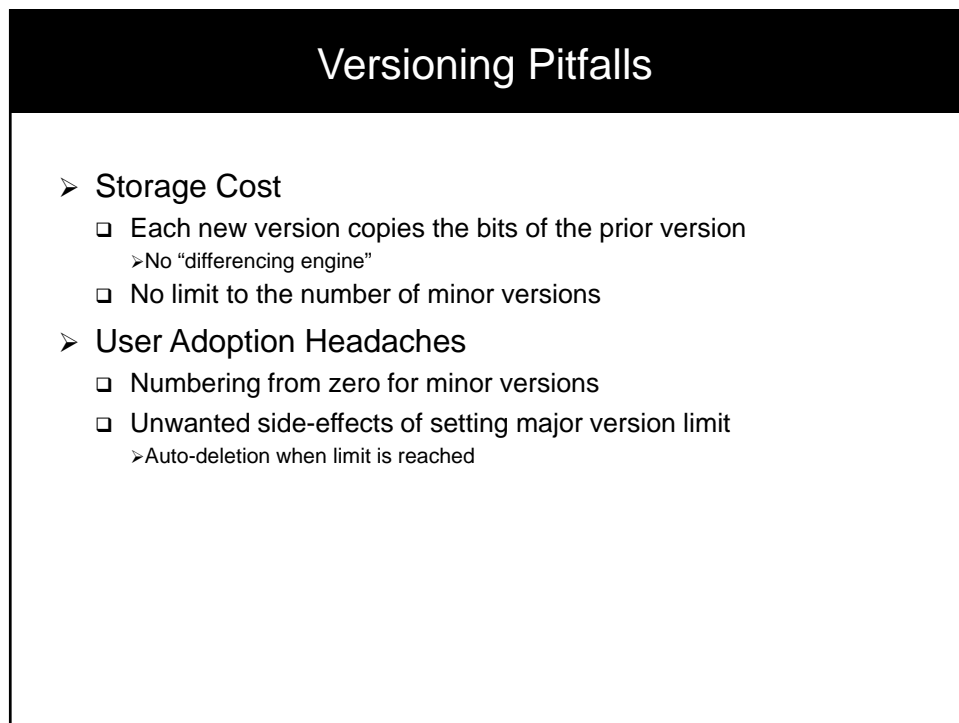 Versioning Pitfalls
➢ Storage Cost
❑ Each new version copies the bits of the prior version
➢No “differencing engine”
❑ No limit to the number of minor versions
➢ User Adoption Headaches
❑ Numbering from zero for minor versions
❑ Unwanted side-effects of setting major version limit
➢Auto-deletion when limit is reached